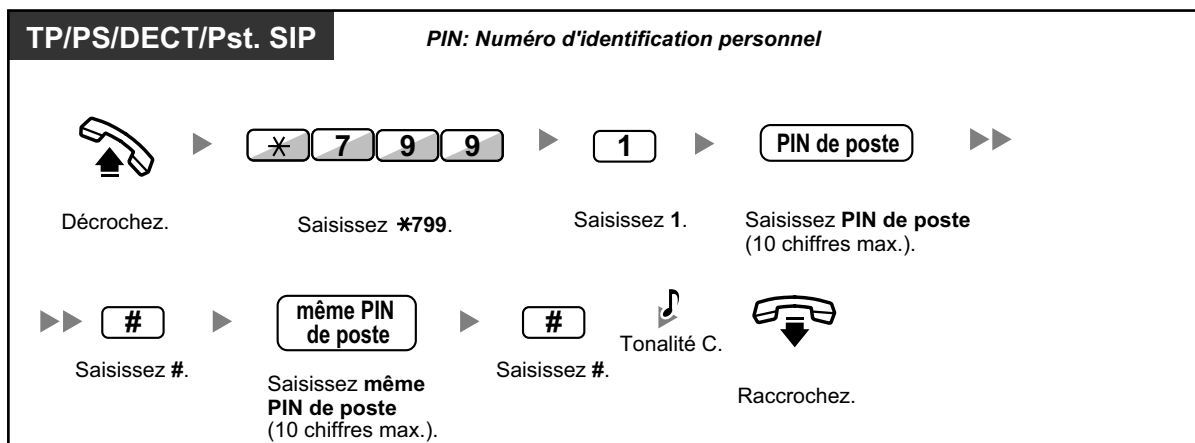 TP/PS/DECT/Pst. SIP
PIN: Numéro d'identification personnel
* 7 9 9
1
PIN de poste
Décrochez.
Saisissez *799.
Saisissez 1.
Saisissez PIN de poste
(10 chiffres max.).
#
même PIN
de poste
#
Saisissez #.
Saisissez même
PIN de poste
(10 chiffres max.).
Saisissez #.
Tonalité C.
Raccrochez.